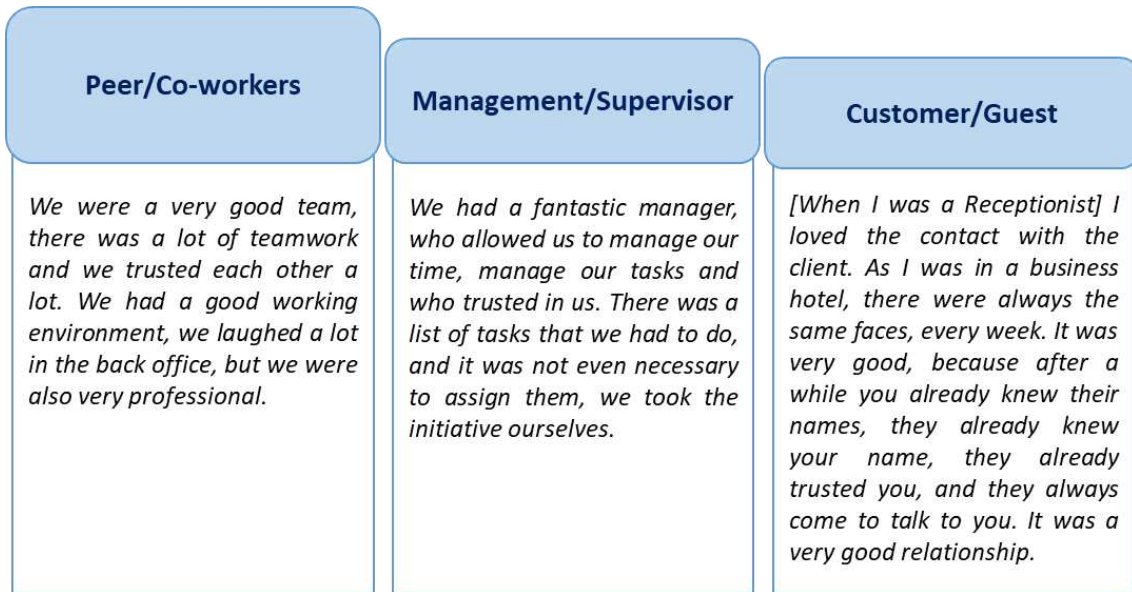 Peer/Co-workers
We were a very good team,
there was a lot of teamwork
and we trusted each other a
lot. We had a good working
environment, we laughed a lot
in the back office, but we were
also very professional.
Management/Supervisor
We had a fantastic manager,
who allowed us to manage our
time, manage our tasks and
who trusted in us. There was a
list of tasks that we had to do,
and it was not even necessary
to assign them, we took the
initiative ourselves.
Customer/Guest
[When I was a Receptionist] I
loved the contact with the
client. As I was in a business
hotel, there were always the
same faces, every week. It was
very good, because after a
while you already knew their
names, they already knew
your name, they already
trusted you, and they always
come to talk to you. It was a
very good relationship.